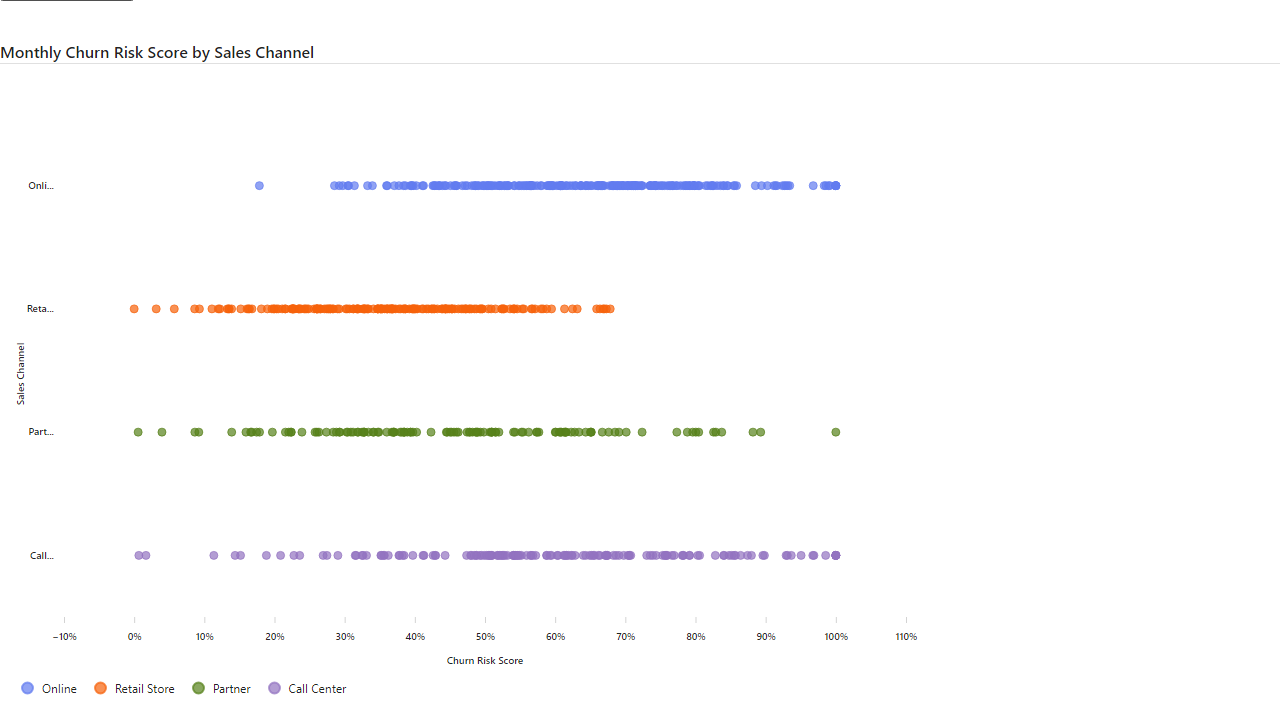 Monthly Churn Risk Score by Sales Channel
Onli...
Reta...
Sales Channel
Part...
Call...
−10% 0% 10% 20% 30% 40% 50% 60% 70% 80% 90% 100% 110%
Churn Risk Score
Online Retail Store Partner Call Center